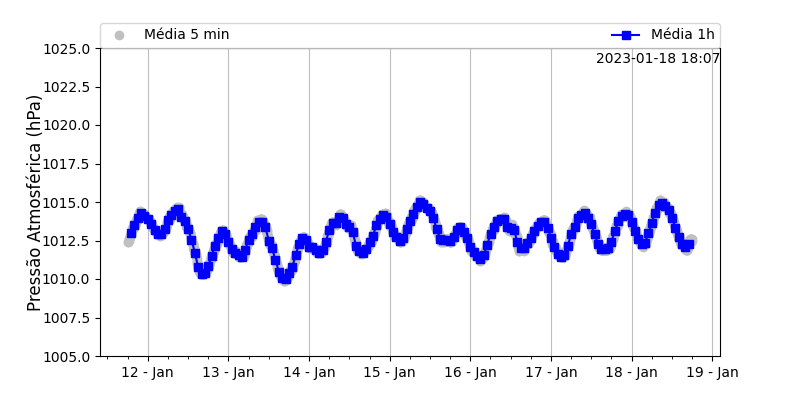 Média 5 min
Média 1h
2023-01-18 18:07
Pressão Atmosférica (hPa)
1025.0
1022.5
1020.0
1017.5
1015.0
1012.5
1010.0
1007.5
1005.0
12 - Jan
13 - Jan
14 - Jan
15 - Jan
16 - Jan
17 - Jan
18 - Jan
19 - Jan